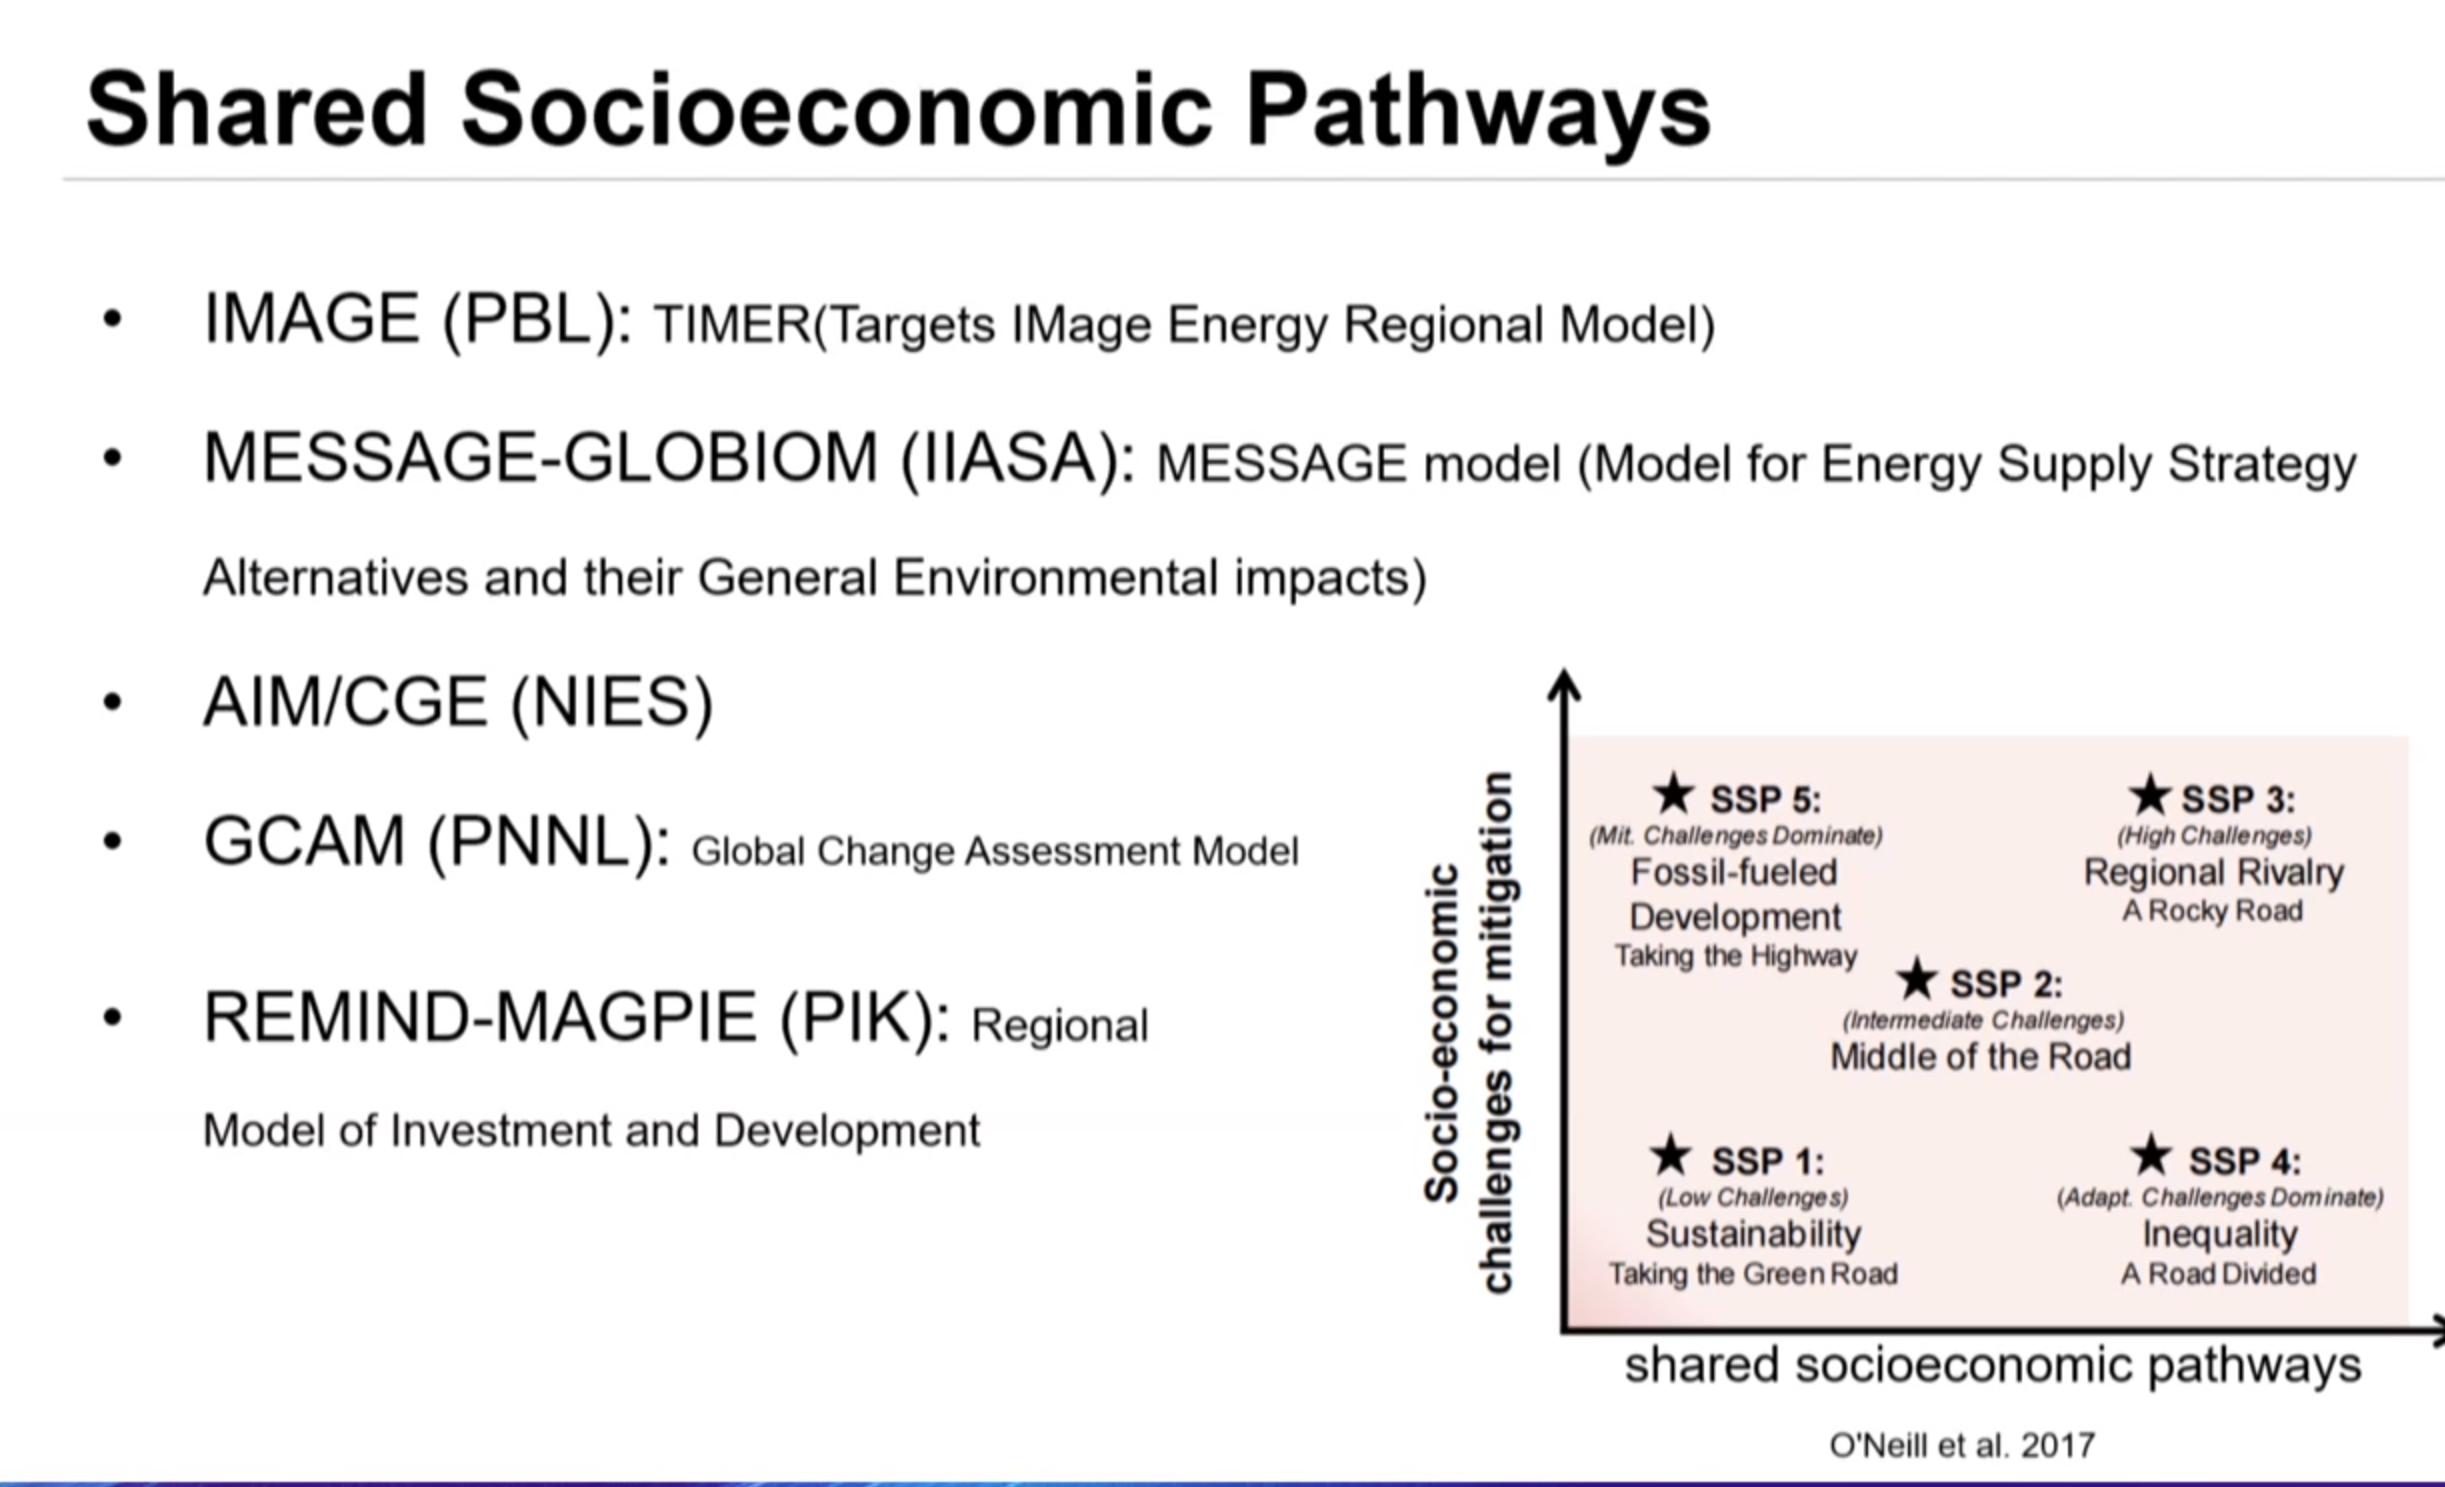 Shared Socioeconomic Pathways
• IMAGE (PBL): TIMER(Targets IMage Energy Regional Model)
• MESSAGE-GLOBIOM (IIASA): MESSAGE model (Model for Energy Supply Strategy
Alternatives and their General Environmental impacts)
• AIM/CGE (NIES)
• GCAM (PNNL): Global Change Assessment Model
• REMIND-MAGPIE (PIK): Regional
Model of Investment and Development
Socio-economic
challenges for mitigation
★ SSP 5:
(Mit. Challenges Dominate)
Fossil-fueled
Development
Taking the Highway
★ SSP 3:
(High Challenges)
Regional Rivalry
A Rocky Road
★ SSP 2:
(Intermediate Challenges)
Middle of the Road
★ SSP 1:
(Low Challenges)
Sustainability
Taking the Green Road
★ SSP 4:
(Adapt. Challenges Dominate)
Inequality
A Road Divided
shared socioeconomic pathways
O'Neill et al. 2017